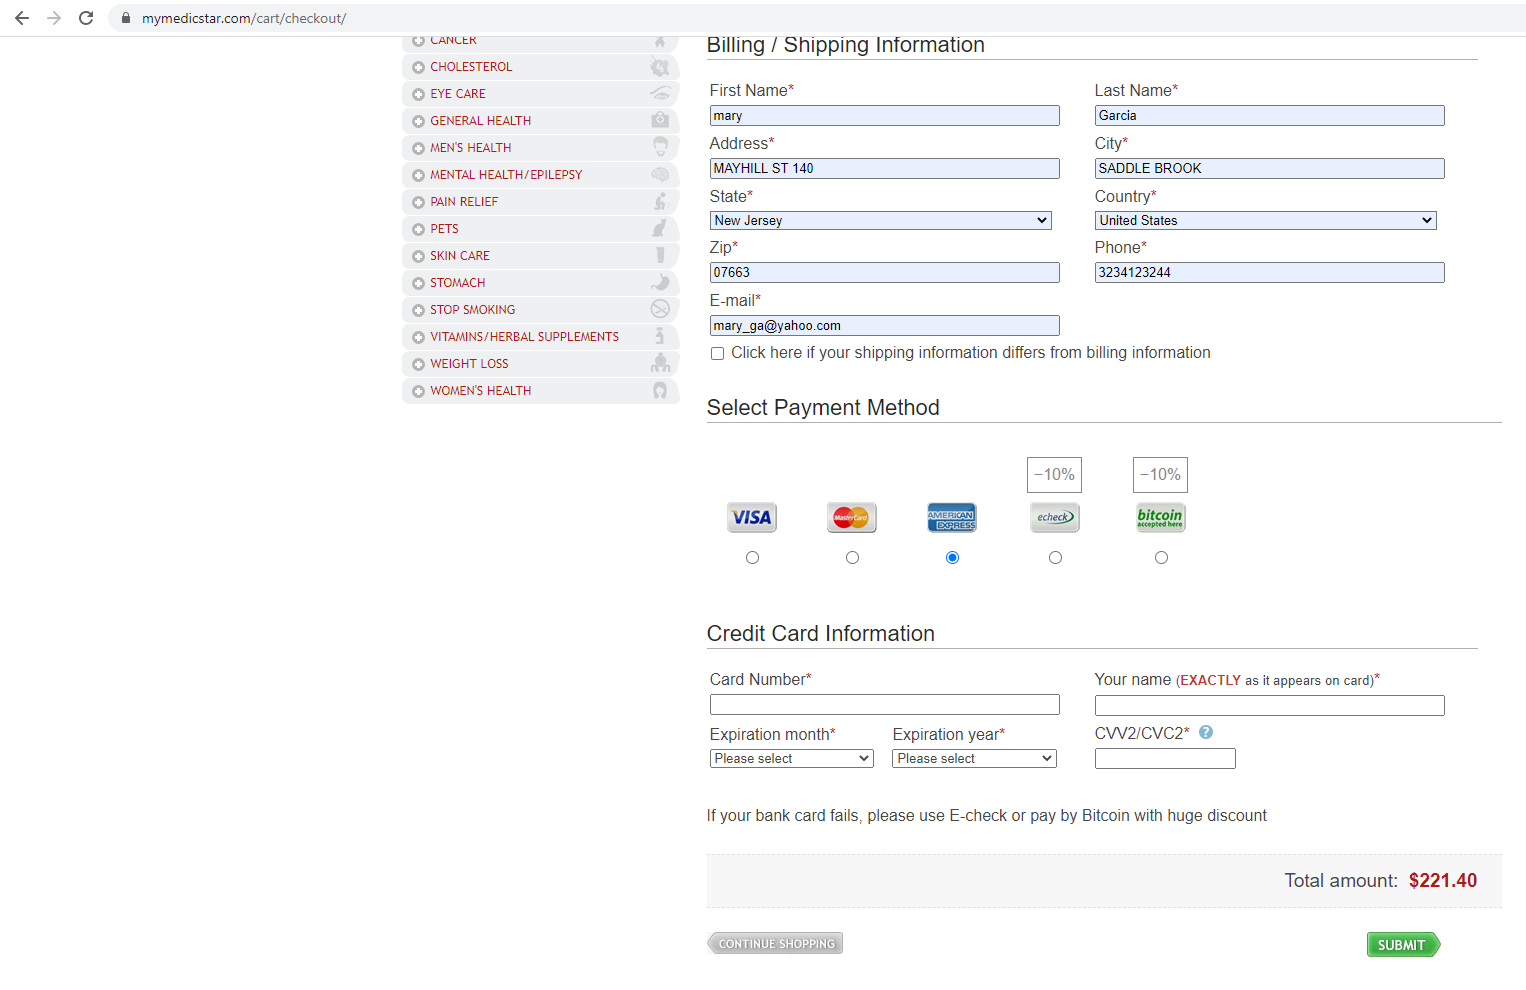 mymedicstar.com/cart/checkout/
CANCER
CHOLESTEROL
EYE CARE
GENERAL HEALTH
MEN'S HEALTH
MENTAL HEALTH/EPILEPSY
PAIN RELIEF
PETS
SKIN CARE
STOMACH
STOP SMOKING
VITAMINS/HERBAL SUPPLEMENTS
WEIGHT LOSS
WOMEN'S HEALTH
Billing / Shipping Information
First Name* Last Name*
mary Garcia
Address* City*
MAYHILL ST 140 SADDLE BROOK
State* Country*
New Jersey United States
Zip* Phone*
07663 3234123244
E-mail*
mary_ga@yahoo.com
Click here if your shipping information differs from billing information
Select Payment Method
−10% −10%
VISA MasterCard AMERICAN EXPRESS echeck bitcoin accepted here
Credit Card Information
Card Number* Your name (EXACTLY as it appears on card)*
Expiration month* Expiration year* CVV2/CVC2* ?
Please select Please select
If your bank card fails, please use E-check or pay by Bitcoin with huge discount
Total amount: $221.40
CONTINUE SHOPPING SUBMIT